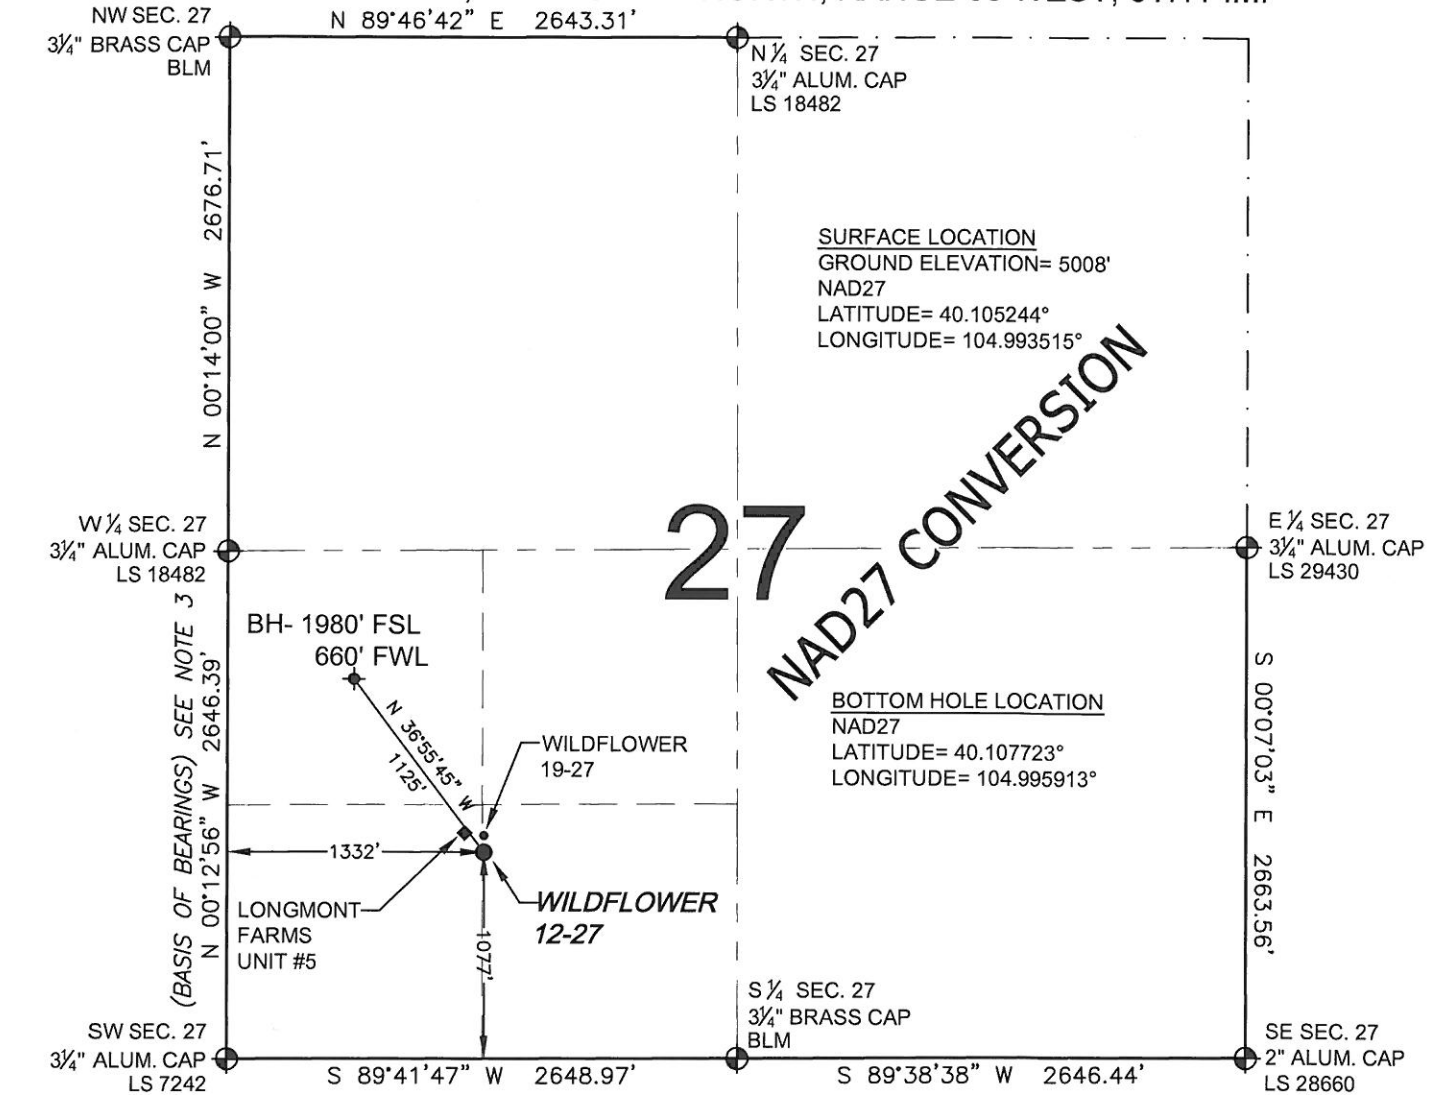 NW SEC. 27
3¼" BRASS CAP
BLM
N 89°46'42" E 2643.31'
N ¼ SEC. 27
3¼" ALUM. CAP
LS 18482
N 00°14'00" W 2676.71'
SURFACE LOCATION
GROUND ELEVATION= 5008'
NAD27
LATITUDE= 40.105244°
LONGITUDE= 104.993515°
NAD27 CONVERSION
27
W ¼ SEC. 27
3¼" ALUM. CAP
LS 18482
E ¼ SEC. 27
3¼" ALUM. CAP
LS 29430
BH- 1980' FSL
660' FWL
N 36°55'45" W
1125'
WILDFLOWER
19-27
BOTTOM HOLE LOCATION
NAD27
LATITUDE= 40.107723°
LONGITUDE= 104.995913°
(BASIS OF BEARINGS) SEE NOTE 3
N 00°12'56" W 2646.39'
S 00°07'03" E 2663.56'
1332'
LONGMONT
FARMS
UNIT #5
WILDFLOWER
12-27
1077'
SW SEC. 27
3¼" ALUM. CAP
LS 7242
S 89°41'47" W 2648.97'
S ¼ SEC. 27
3¼" BRASS CAP
BLM
S 89°38'38" W 2646.44'
SE SEC. 27
2" ALUM. CAP
LS 28660